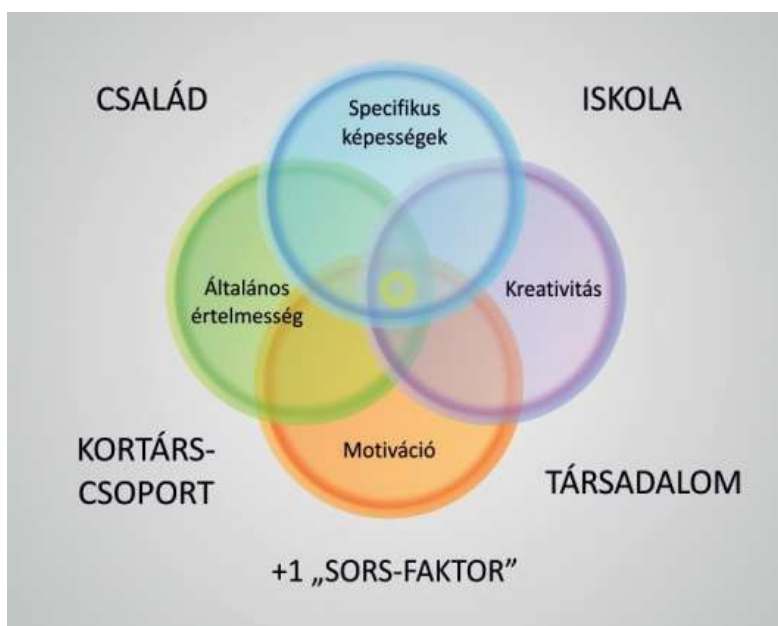 CSALÁD
ISKOLA
Specifikus
képességek
Általános
értelmesség
Kreativitás
Motiváció
KORTÁRS-
CSOPORT
TÁRSADALOM
+1 „SORS-FAKTOR”